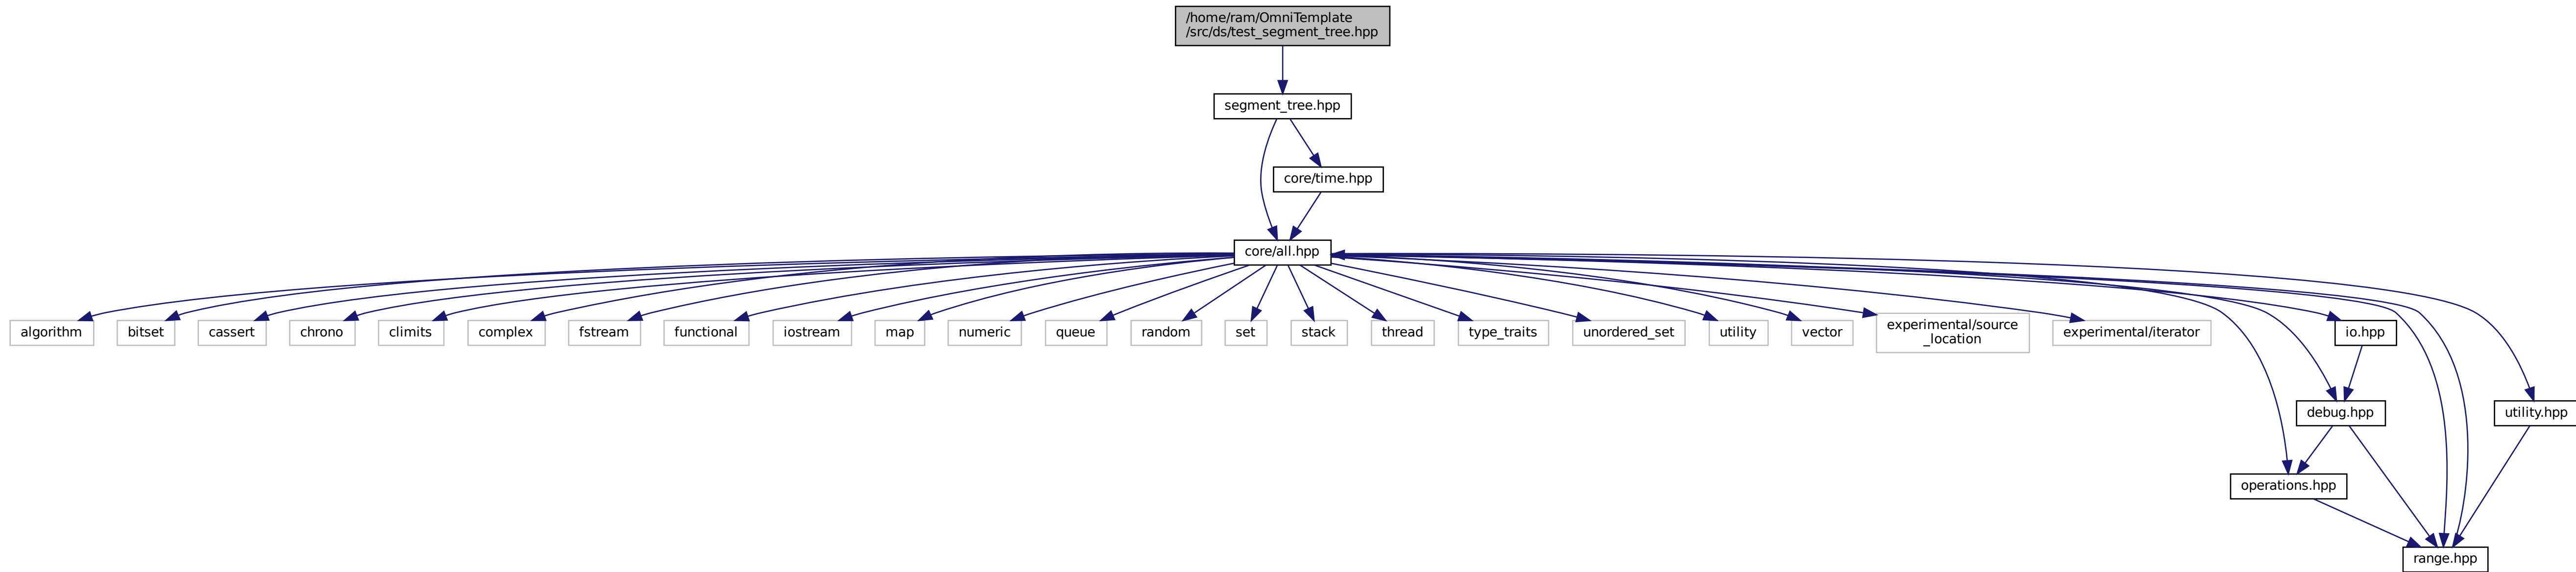 /home/ram/OmniTemplate
/src/ds/test_segment_tree.hpp
segment_tree.hpp
core/time.hpp
core/all.hpp
algorithm
bitset
cassert
chrono
climits
complex
fstream
functional
iostream
map
numeric
queue
random
set
stack
thread
type_traits
unordered_set
utility
vector
experimental/source
_location
experimental/iterator
io.hpp
debug.hpp
utility.hpp
operations.hpp
range.hpp